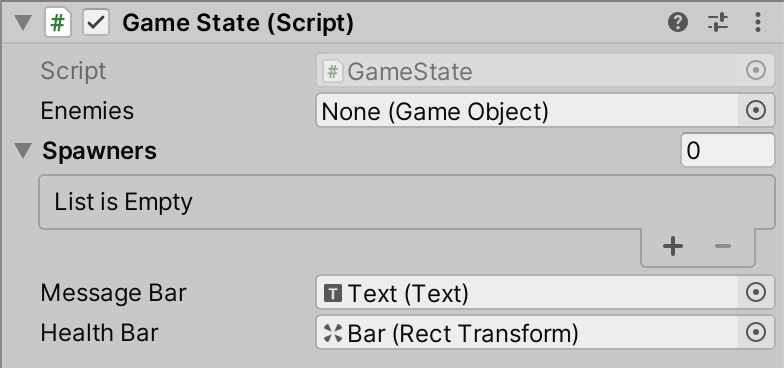 # Game State (Script)
Script # GameState
Enemies None (Game Object)
Spawners 0
List is Empty
+ −
Message Bar T Text (Text)
Health Bar Bar (Rect Transform)